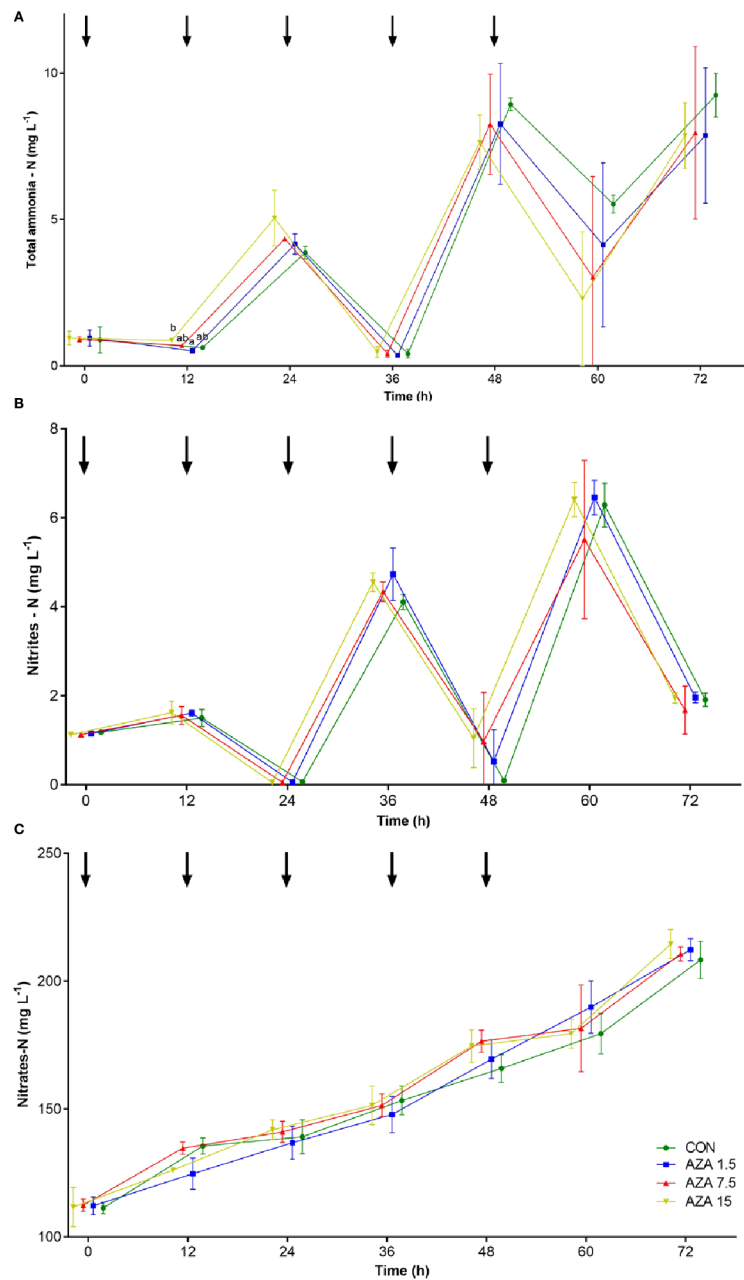 A
Total ammonia - N (mg L-1)
10
5
0
b
ab a ab
0 12 24 36 48 60 72
Time (h)
B
Nitrites - N (mg L-1)
8
6
4
2
0
0 12 24 36 48 60 72
Time (h)
C
Nitrates-N (mg L-1)
250
200
150
100
CON
AZA 1.5
AZA 7.5
AZA 15
0 12 24 36 48 60 72
Time (h)